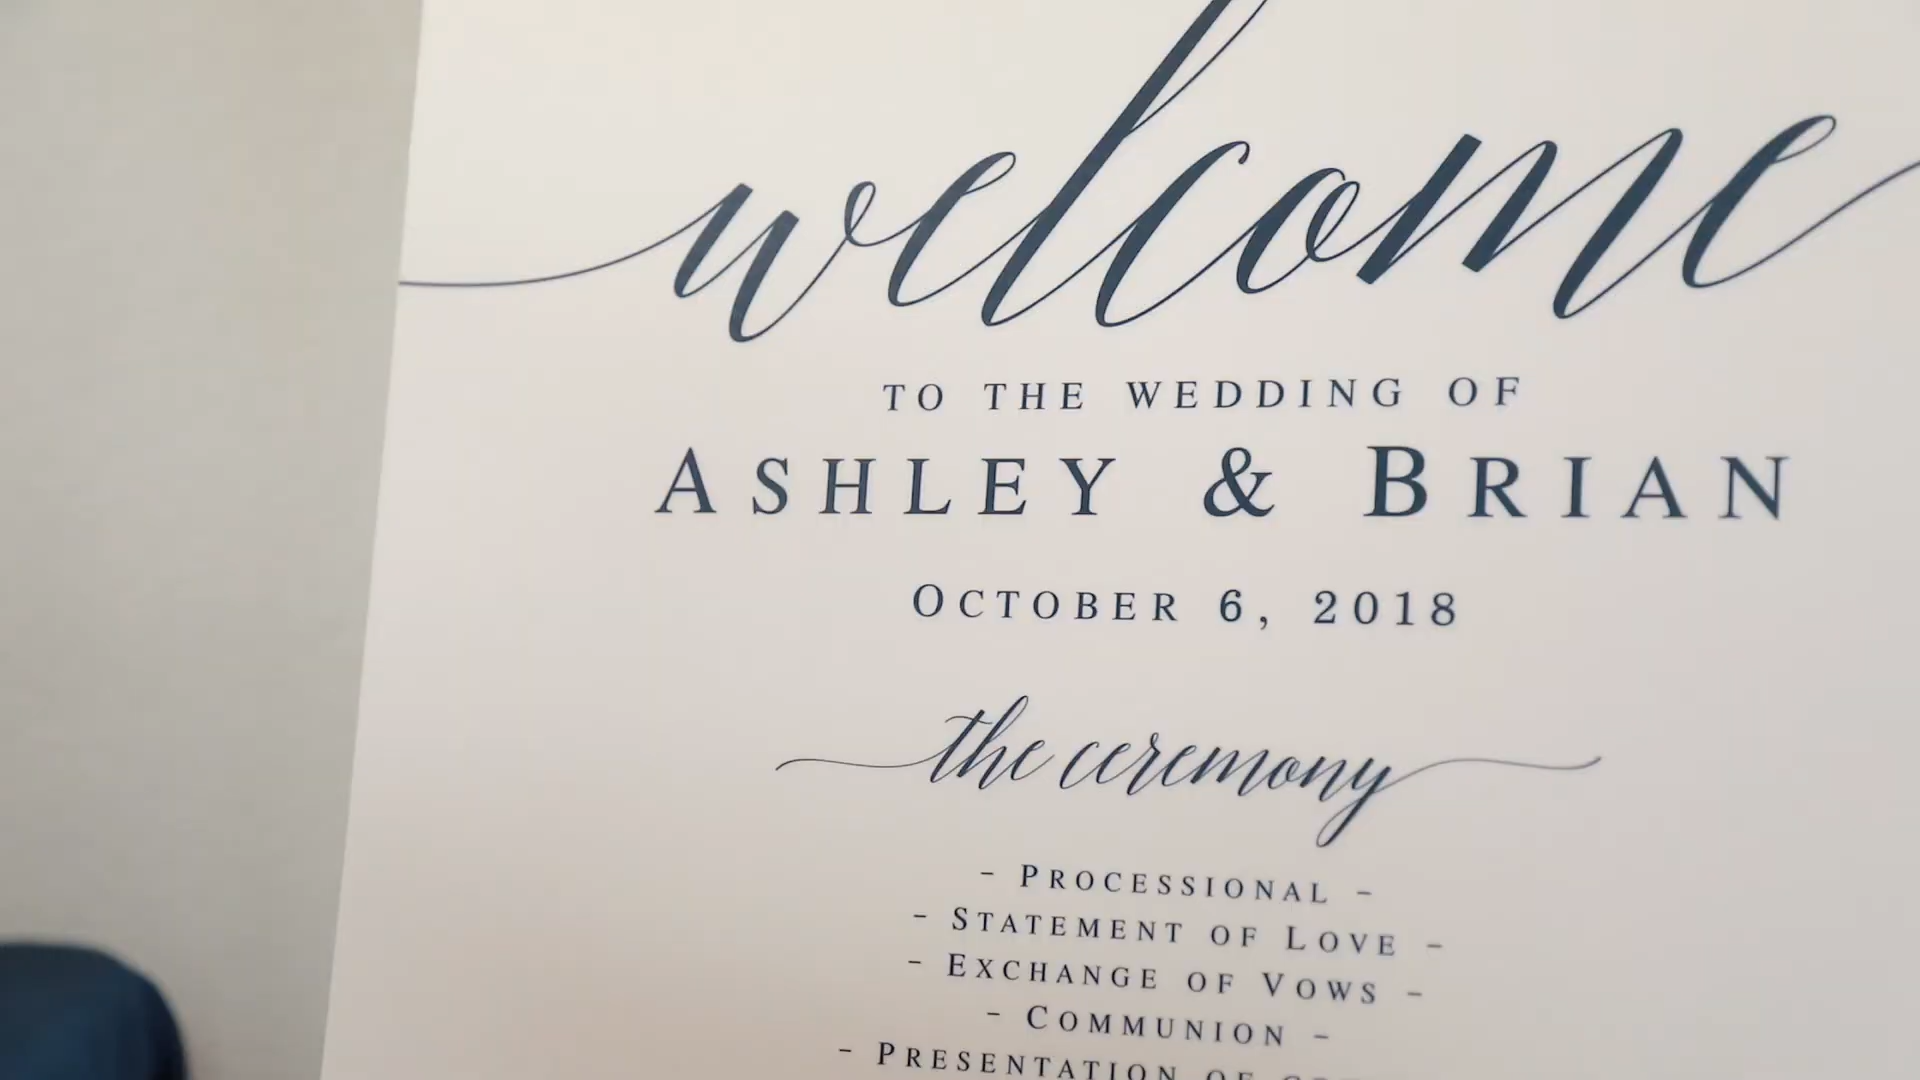 welcome
TO THE WEDDING OF
ASHLEY & BRIAN
OCTOBER 6, 2018
the ceremony
- PROCESSIONAL -
- STATEMENT OF LOVE -
- EXCHANGE OF VOWS -
- COMMUNION -
- PRESENTATION OF